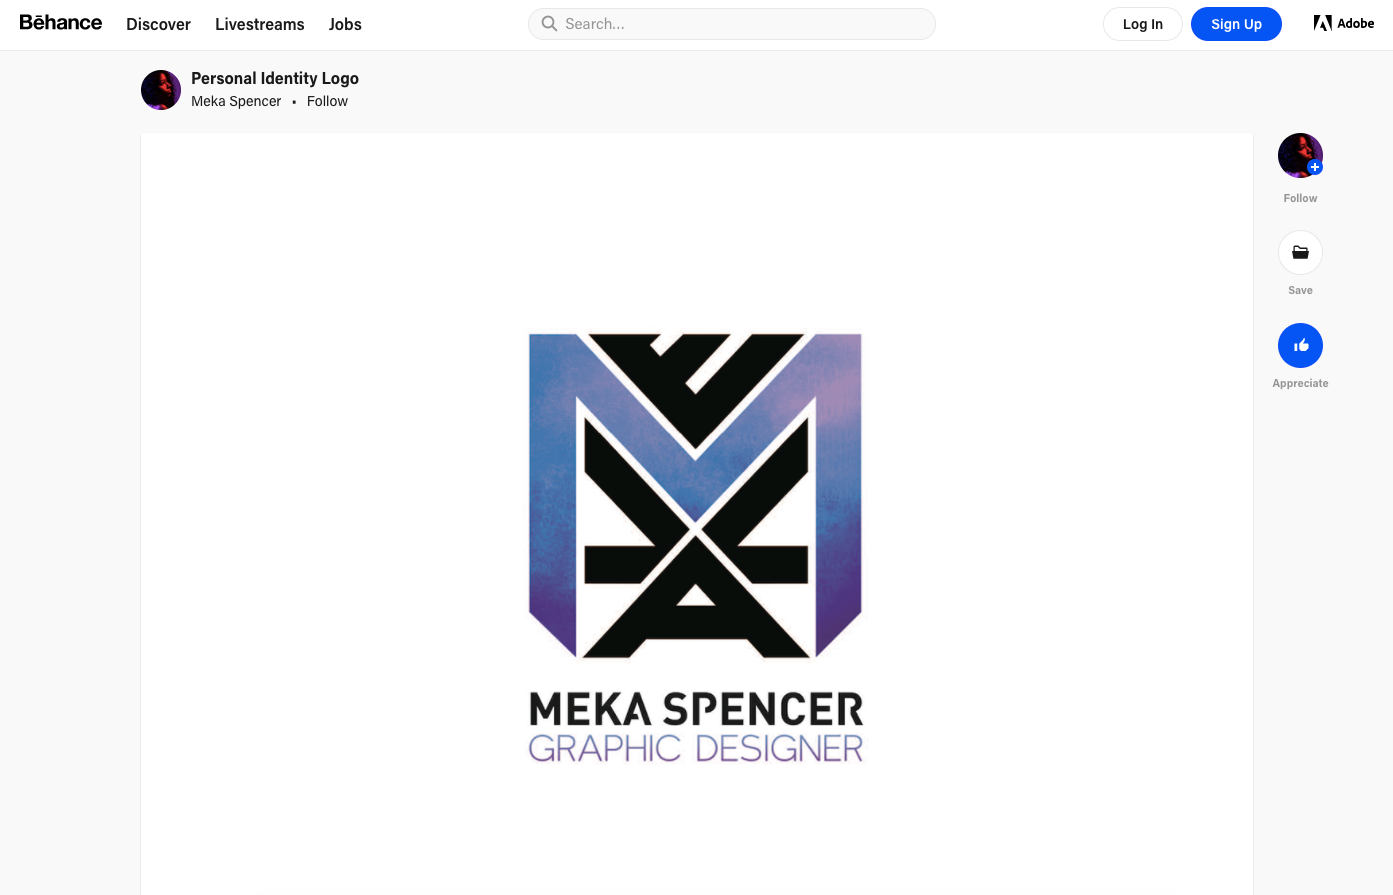 Bēhance
Discover
Livestreams
Jobs
Search...
Log In
Sign Up
Adobe
Personal Identity Logo
Meka Spencer • Follow
Follow
Save
Appreciate
MEKA
MEKA SPENCER
GRAPHIC DESIGNER